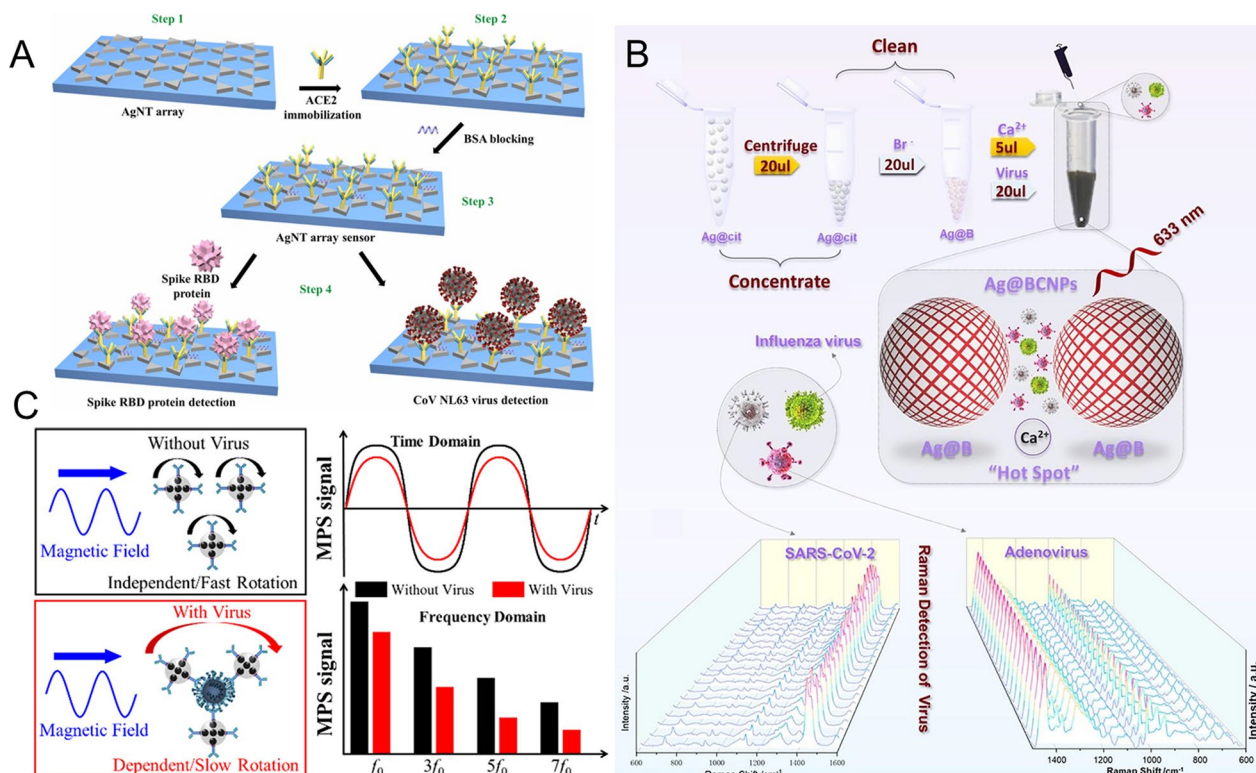 A
Step 1
AgNT array
ACE2
immobilization
Step 2
BSA blocking
Step 3
AgNT array sensor
Spike RBD
protein
Step 4
Spike RBD protein detection
CoV NL63 virus detection
B
Clean
Centrifuge
20ul
Br -
20ul
Ca2+
5ul
Virus
20ul
Ag@cit
Ag@cit
Ag@B
Concentrate
633 nm
Ag@BCNPs
Influenza virus
Ca2+
Ag@B
Ag@B
“Hot Spot”
SARS-CoV-2
Raman Detection of Virus
Adenovirus
Intensity /a.u.
600
800
1000
1200
1400
1600
Intensity /a.u.
1600
1400
1200
1000
800
600
Raman Shift /cm-1
C
Without Virus
Magnetic Field
Independent/Fast Rotation
With Virus
Magnetic Field
Dependent/Slow Rotation
MPS signal
Time Domain
t
Without Virus
With Virus
MPS signal
Frequency Domain
f0
3f0
5f0
7f0